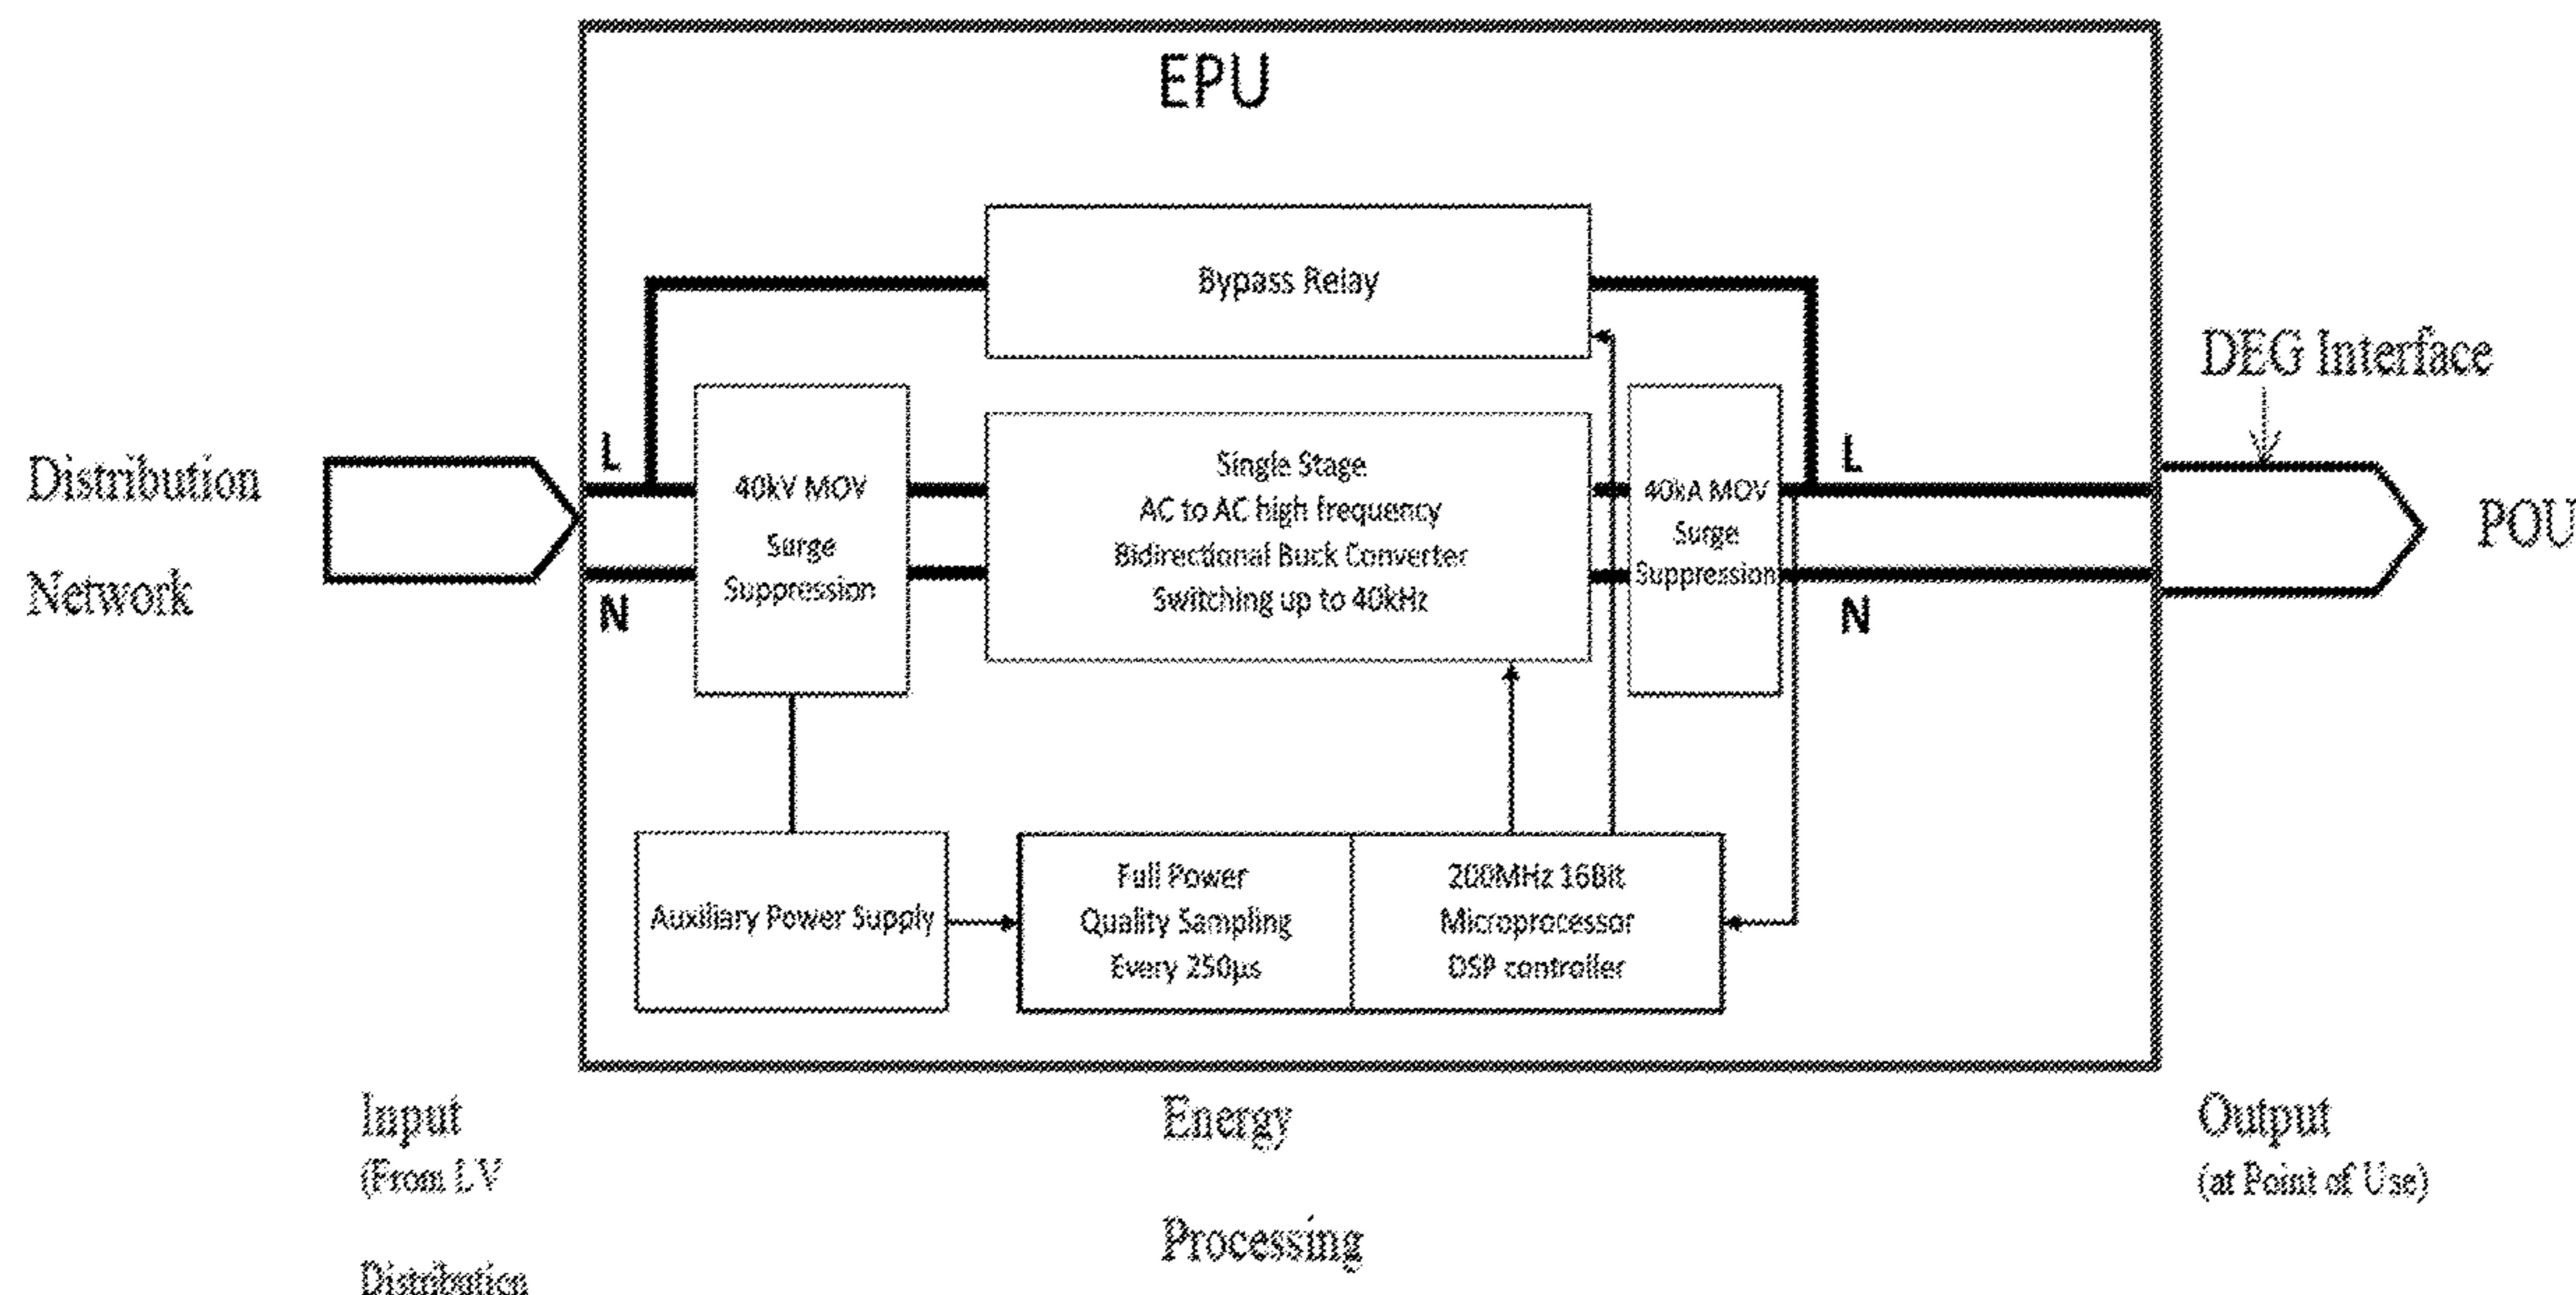 EPU
Bypass Relay
DEG Interface
Distribution
Network
L
N
40kV MOV
Surge
Suppression
Single Stage
AC to AC high frequency
Bidirectional Buck Converter
Switching up to 40kHz
40kA MOV
Surge
Suppression
L
N
POU
Auxiliary Power Supply
Full Power
Quality Sampling
Every 250µs
200MHz 16Bit
Microprocessor
DSP controller
Input
(From LV
Distribution
Energy
Processing
Output
(at Point of Use)